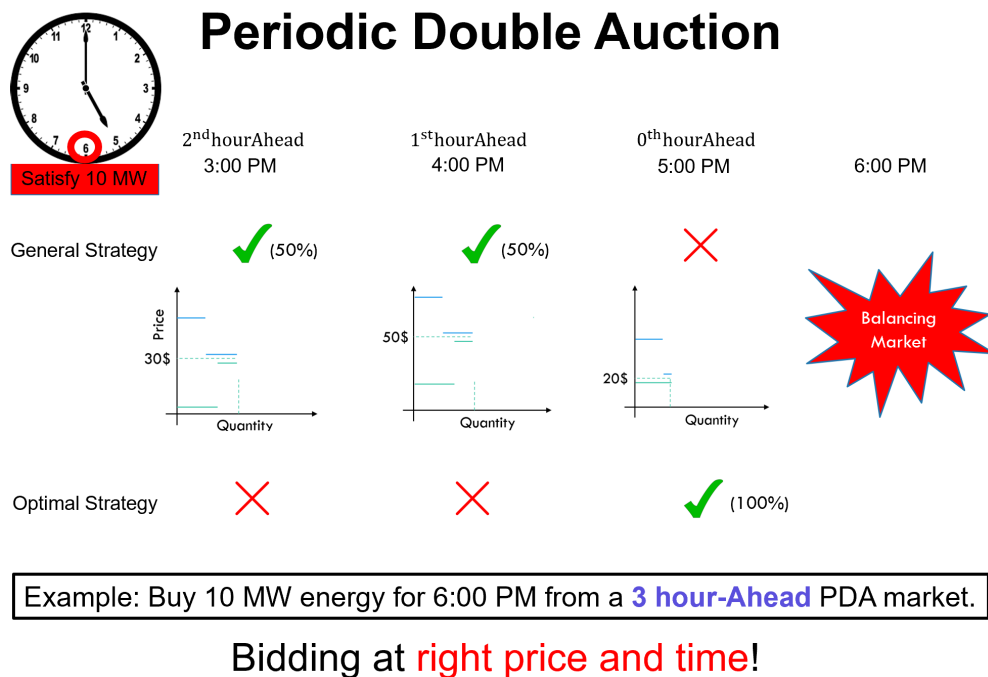 Periodic Double Auction
12
1
2
3
4
5
6
7
8
9
10
11
Satisfy 10 MW
2ⁿᵈhourAhead
3:00 PM
1ˢᵗhourAhead
4:00 PM
0ᵗʰhourAhead
5:00 PM
6:00 PM
General Strategy
(50%)
(50%)
Price
30$
Quantity
50$
Quantity
20$
Quantity
Balancing
Market
Optimal Strategy
(100%)
Example: Buy 10 MW energy for 6:00 PM from a 3 hour-Ahead PDA market.
Bidding at right price and time!